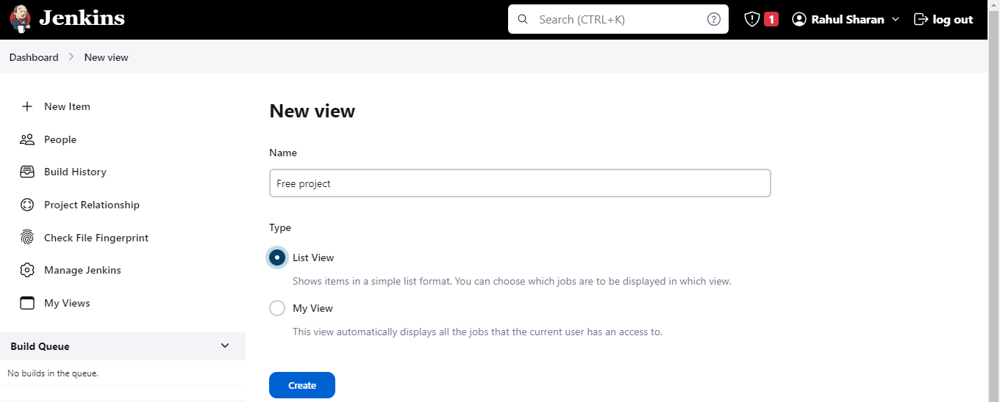 Jenkins
Search (CTRL+K)
1
Rahul Sharan
log out
Dashboard
New view
New Item
People
Build History
Project Relationship
Check File Fingerprint
Manage Jenkins
My Views
Build Queue
No builds in the queue.
New view
Name
Free project
Type
List View
Shows items in a simple list format. You can choose which jobs are to be displayed in which view.
My View
This view automatically displays all the jobs that the current user has an access to.
Create